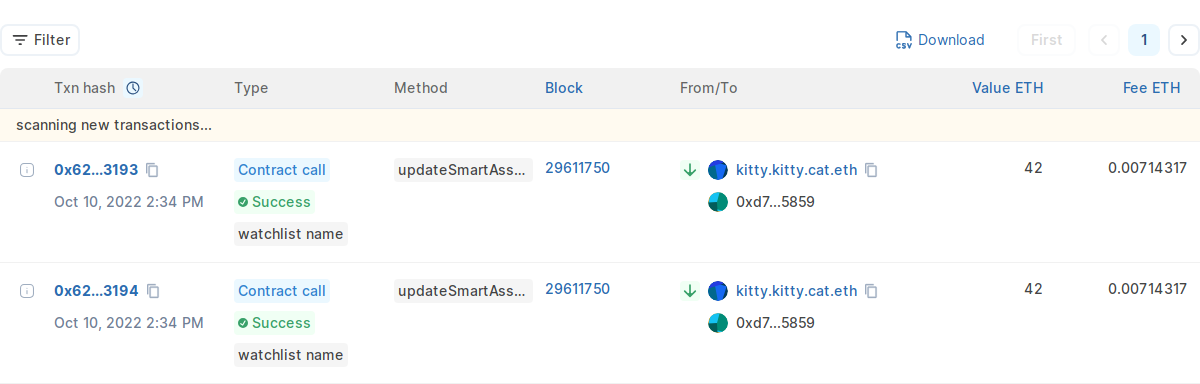 Filter
CSV Download First 1
Txn hash Type Method Block From/To Value ETH Fee ETH
scanning new transactions...
0x62...3193 Contract call updateSmartAss... 29611750 kitty.kitty.cat.eth 42 0.00714317
Oct 10, 2022 2:34 PM Success 0xd7...5859
watchlist name
0x62...3194 Contract call updateSmartAss... 29611750 kitty.kitty.cat.eth 42 0.00714317
Oct 10, 2022 2:34 PM Success 0xd7...5859
watchlist name